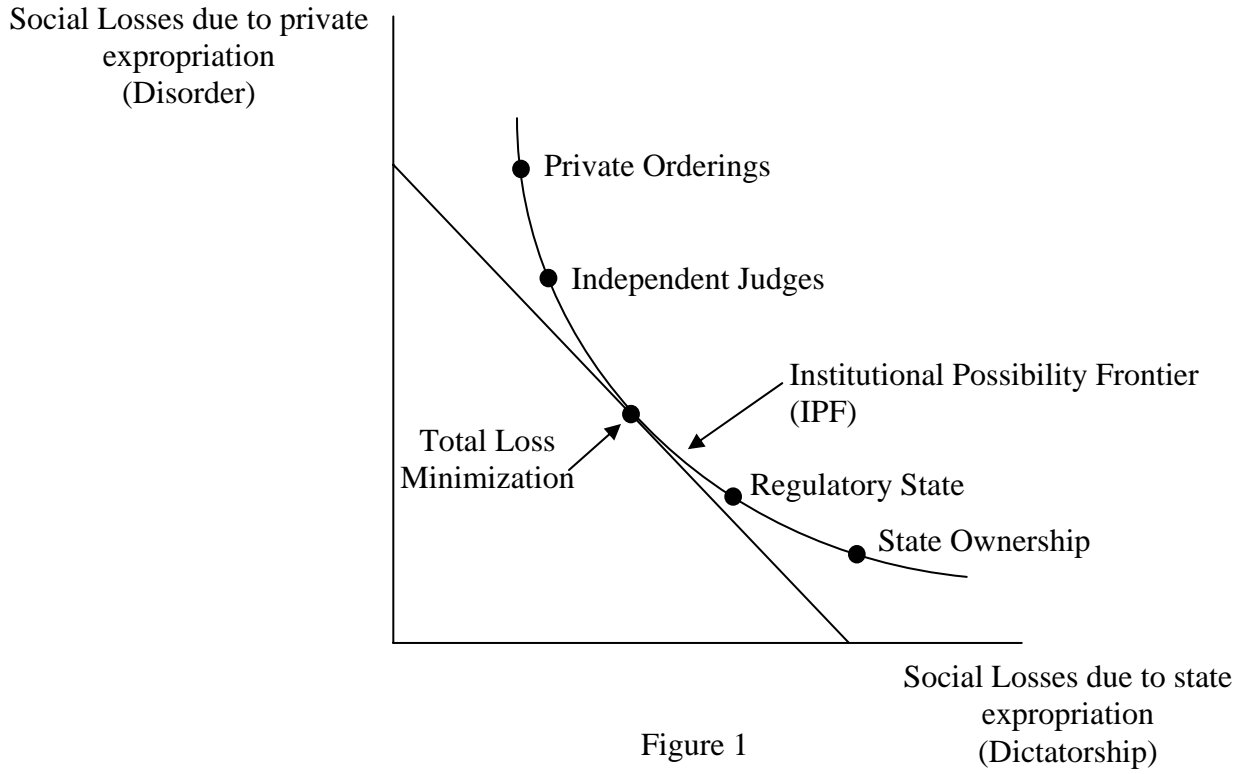 Social Losses due to private
expropriation
(Disorder)
Private Orderings
Independent Judges
Institutional Possibility Frontier
(IPF)
Total Loss
Minimization
Regulatory State
State Ownership
Social Losses due to state
expropriation
(Dictatorship)
Figure 1